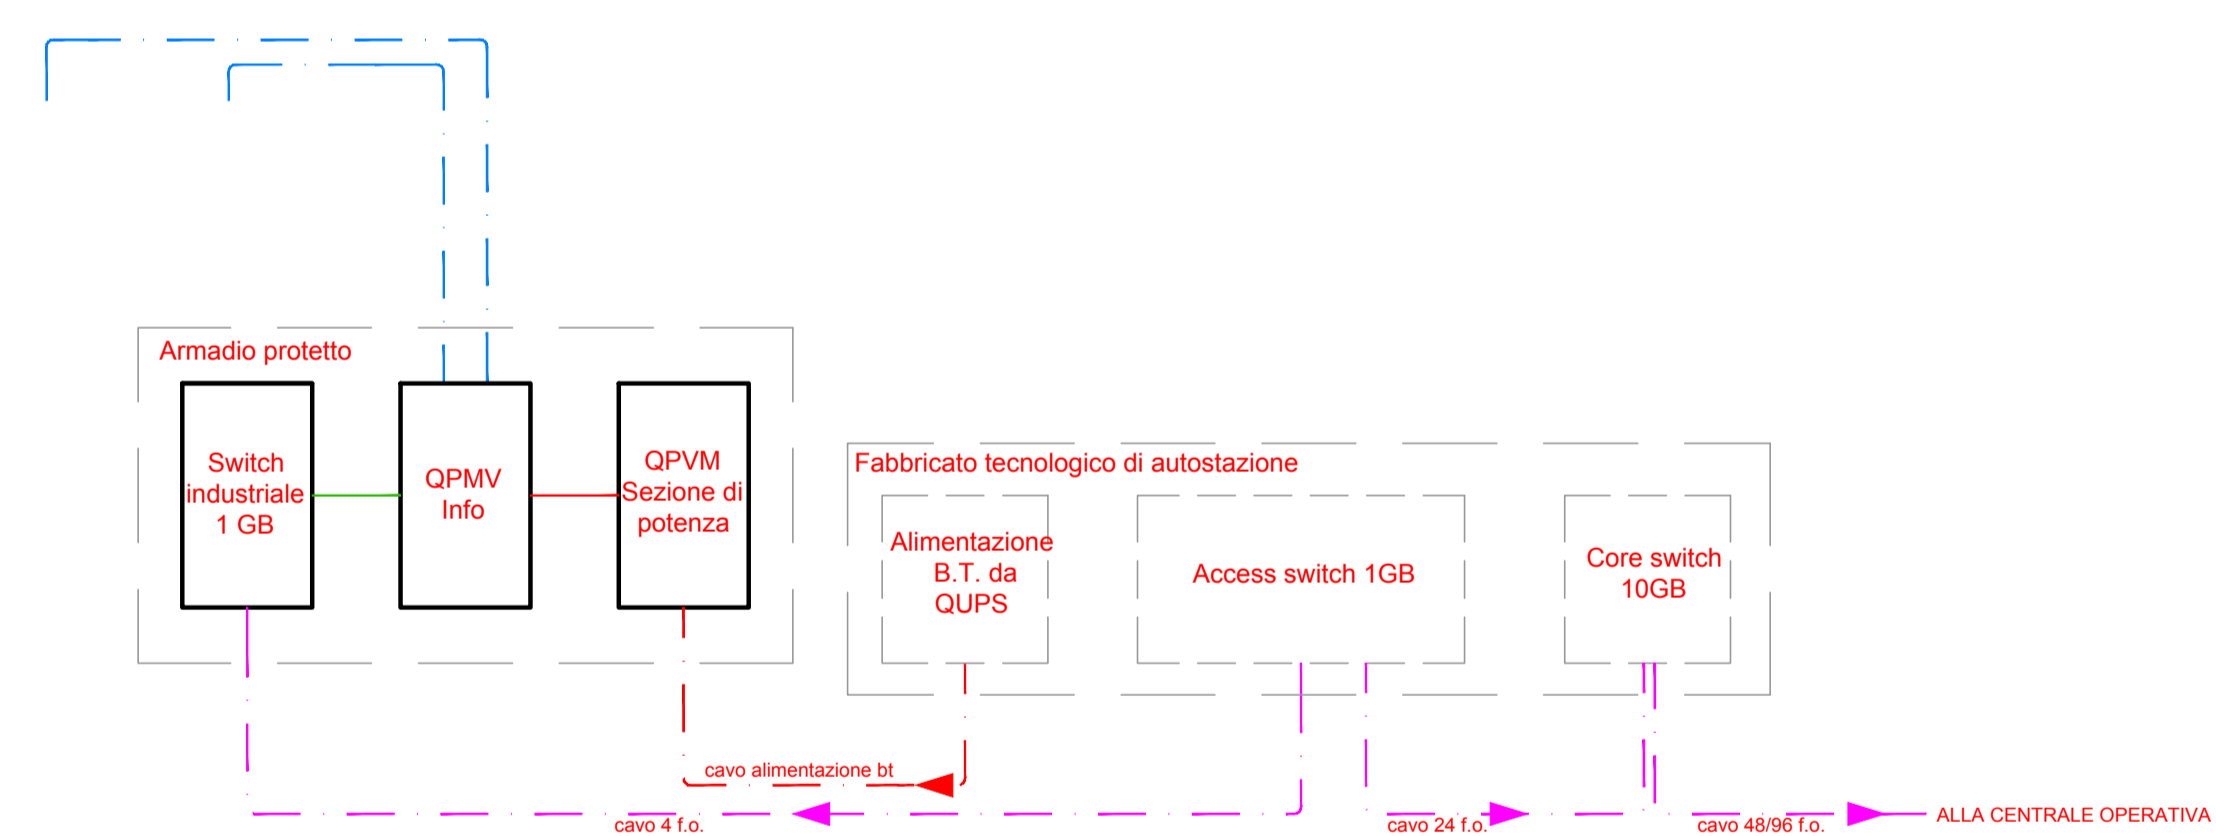 Armadio protetto
Switch
industriale
1 GB
QPMV
Info
QPVM
Sezione di
potenza
Fabbricato tecnologico di autostazione
Alimentazione
B.T. da
QUPS
Access switch 1GB
Core switch
10GB
cavo alimentazione bt
cavo 4 f.o.
cavo 24 f.o.
cavo 48/96 f.o.
ALLA CENTRALE OPERATIVA